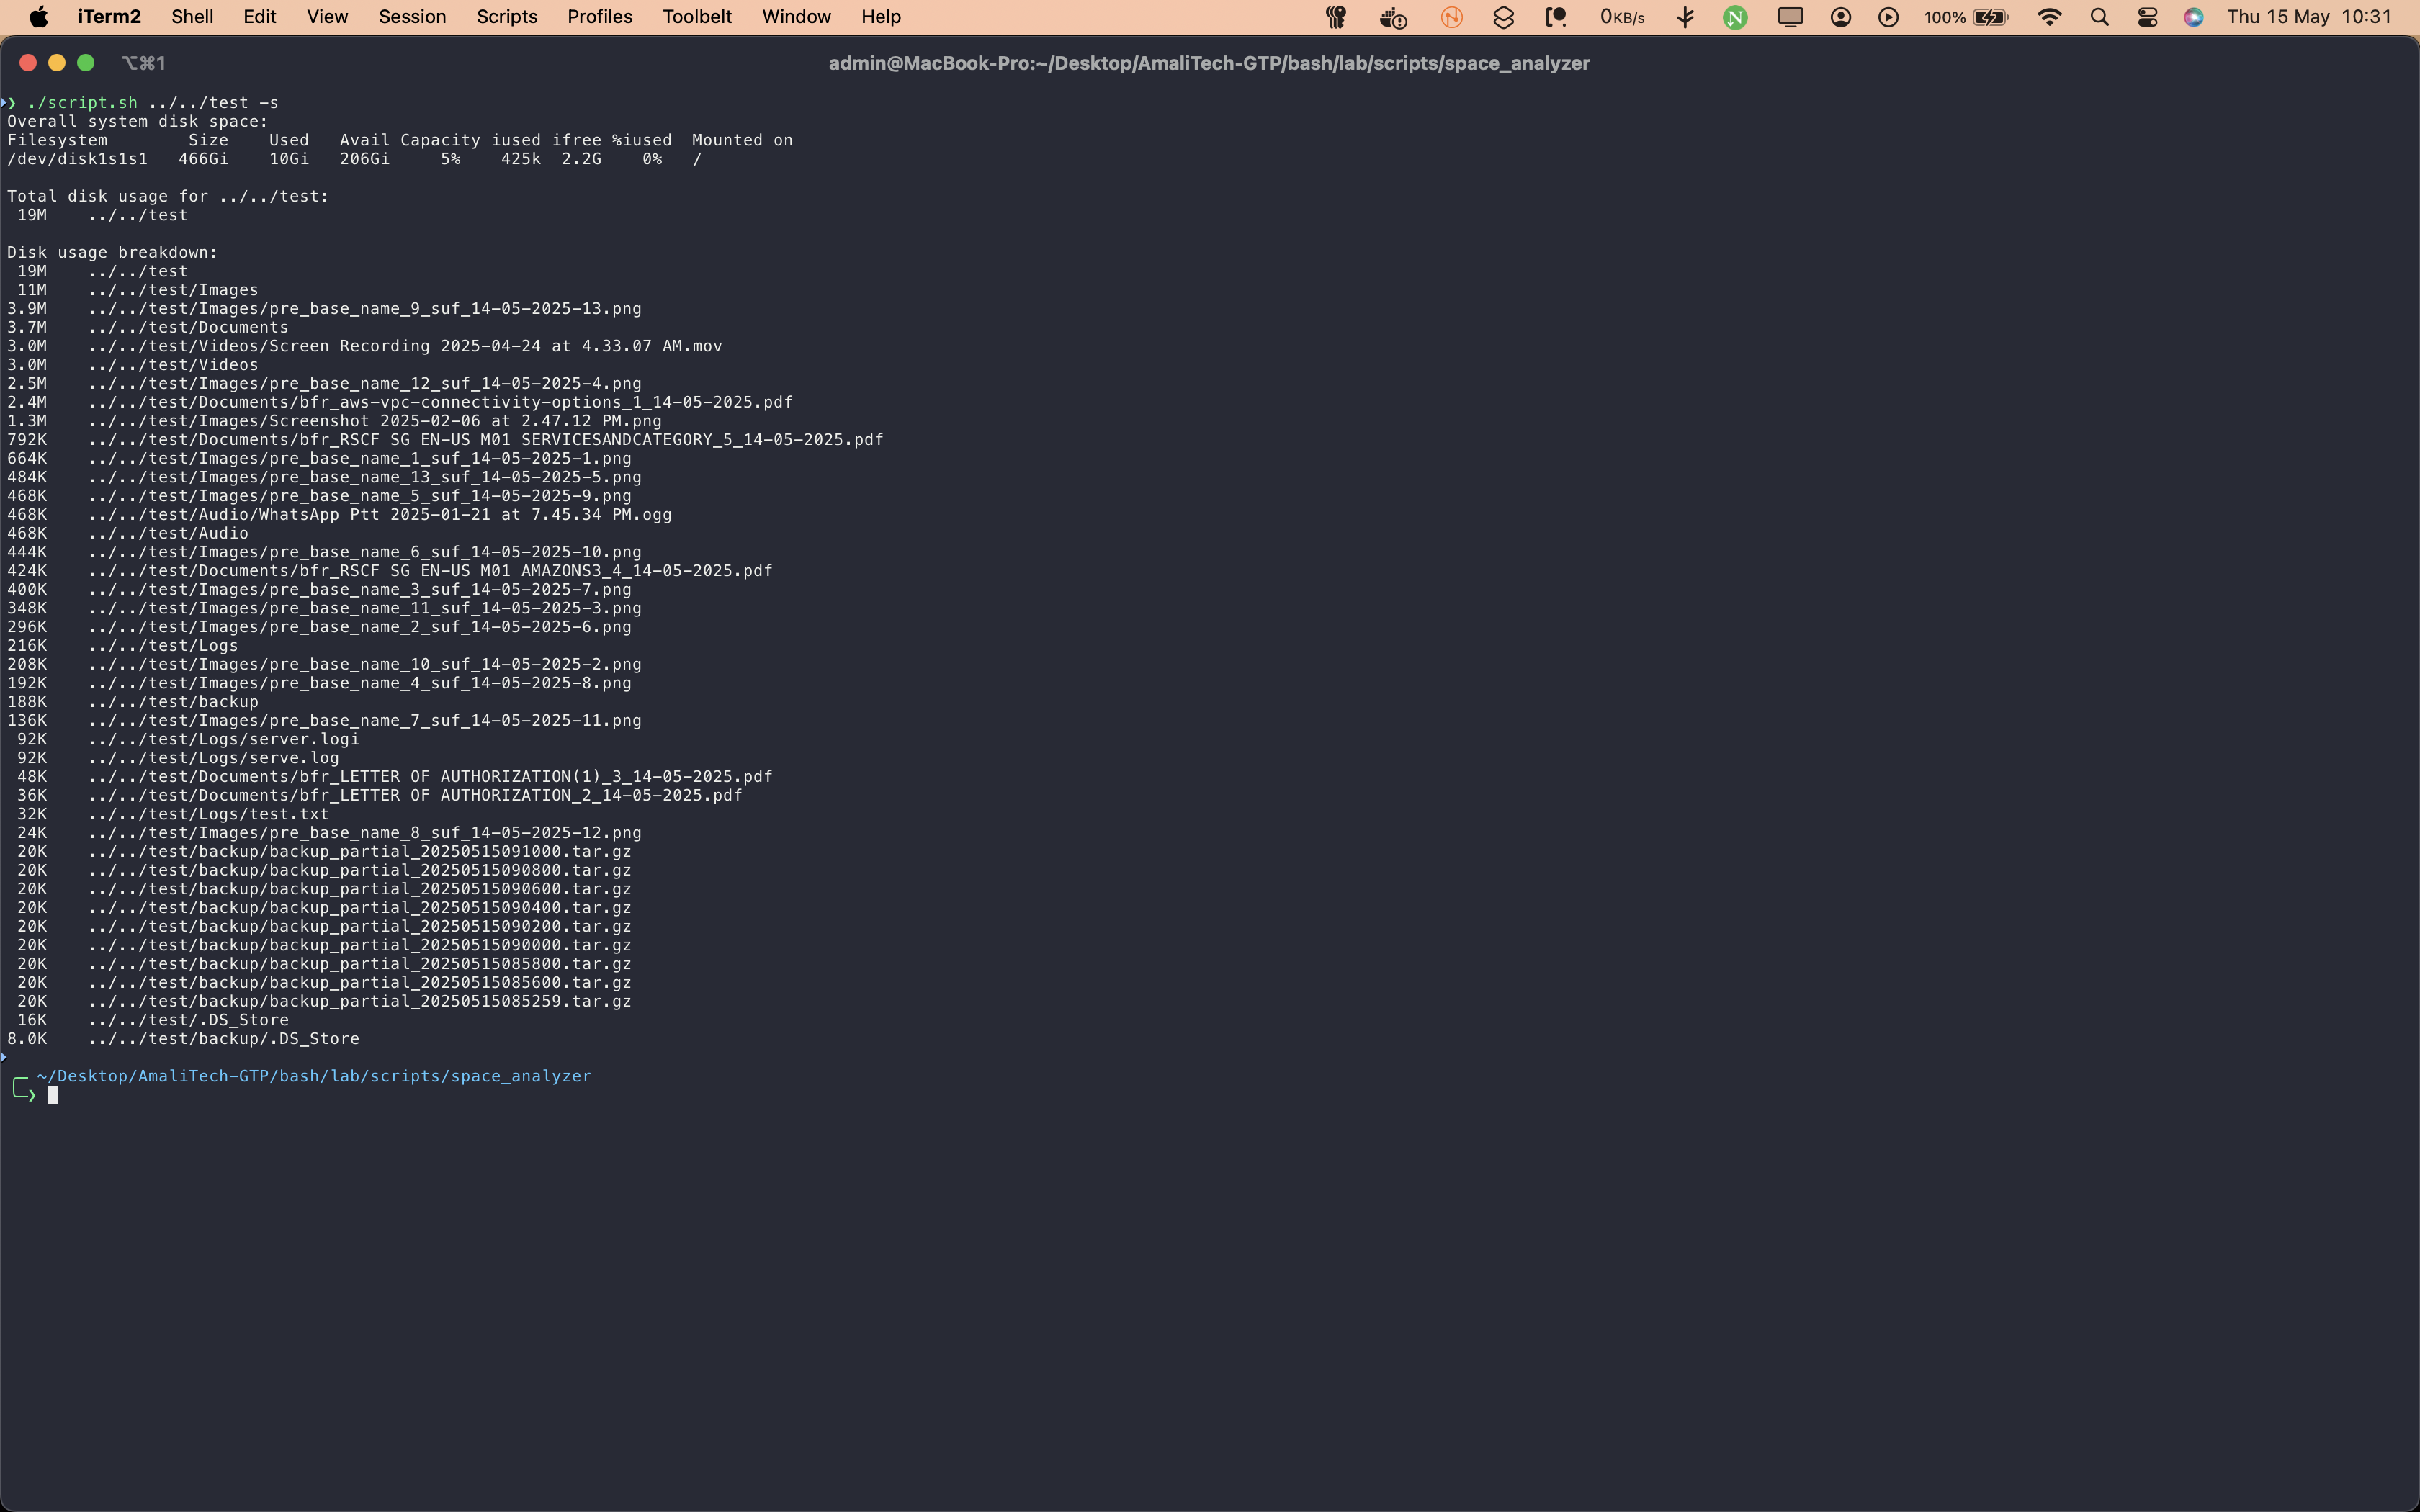 iTerm2 Shell Edit View Session Scripts Profiles Toolbelt Window Help 0KB/s N 100% Thu 15 May 10:31
⌥⌘1 admin@MacBook-Pro:~/Desktop/AmaliTech-GTP/bash/lab/scripts/space_analyzer
❯ ./script.sh ../../test -s
Overall system disk space:
Filesystem Size Used Avail Capacity iused ifree %iused Mounted on
/dev/disk1s1s1 466Gi 10Gi 206Gi 5% 425k 2.2G 0% /
Total disk usage for ../../test:
19M ../../test
Disk usage breakdown:
19M ../../test
11M ../../test/Images
3.9M ../../test/Images/pre_base_name_9_suf_14-05-2025-13.png
3.7M ../../test/Documents
3.0M ../../test/Videos/Screen Recording 2025-04-24 at 4.33.07 AM.mov
3.0M ../../test/Videos
2.5M ../../test/Images/pre_base_name_12_suf_14-05-2025-4.png
2.4M ../../test/Documents/bfr_aws-vpc-connectivity-options_1_14-05-2025.pdf
1.3M ../../test/Images/Screenshot 2025-02-06 at 2.47.12 PM.png
792K ../../test/Documents/bfr_RSCF SG EN-US M01 SERVICESANDCATEGORY_5_14-05-2025.pdf
664K ../../test/Images/pre_base_name_1_suf_14-05-2025-1.png
484K ../../test/Images/pre_base_name_13_suf_14-05-2025-5.png
468K ../../test/Images/pre_base_name_5_suf_14-05-2025-9.png
468K ../../test/Audio/WhatsApp Ptt 2025-01-21 at 7.45.34 PM.ogg
468K ../../test/Audio
444K ../../test/Images/pre_base_name_6_suf_14-05-2025-10.png
424K ../../test/Documents/bfr_RSCF SG EN-US M01 AMAZONS3_4_14-05-2025.pdf
400K ../../test/Images/pre_base_name_3_suf_14-05-2025-7.png
348K ../../test/Images/pre_base_name_11_suf_14-05-2025-3.png
296K ../../test/Images/pre_base_name_2_suf_14-05-2025-6.png
216K ../../test/Logs
208K ../../test/Images/pre_base_name_10_suf_14-05-2025-2.png
192K ../../test/Images/pre_base_name_4_suf_14-05-2025-8.png
188K ../../test/backup
136K ../../test/Images/pre_base_name_7_suf_14-05-2025-11.png
92K ../../test/Logs/server.logi
92K ../../test/Logs/serve.log
48K ../../test/Documents/bfr_LETTER OF AUTHORIZATION(1)_3_14-05-2025.pdf
36K ../../test/Documents/bfr_LETTER OF AUTHORIZATION_2_14-05-2025.pdf
32K ../../test/Logs/test.txt
24K ../../test/Images/pre_base_name_8_suf_14-05-2025-12.png
20K ../../test/backup/backup_partial_20250515091000.tar.gz
20K ../../test/backup/backup_partial_20250515090800.tar.gz
20K ../../test/backup/backup_partial_20250515090600.tar.gz
20K ../../test/backup/backup_partial_20250515090400.tar.gz
20K ../../test/backup/backup_partial_20250515090200.tar.gz
20K ../../test/backup/backup_partial_20250515090000.tar.gz
20K ../../test/backup/backup_partial_20250515085800.tar.gz
20K ../../test/backup/backup_partial_20250515085600.tar.gz
20K ../../test/backup/backup_partial_20250515085259.tar.gz
16K ../../test/.DS_Store
8.0K ../../test/backup/.DS_Store
~/Desktop/AmaliTech-GTP/bash/lab/scripts/space_analyzer
❯